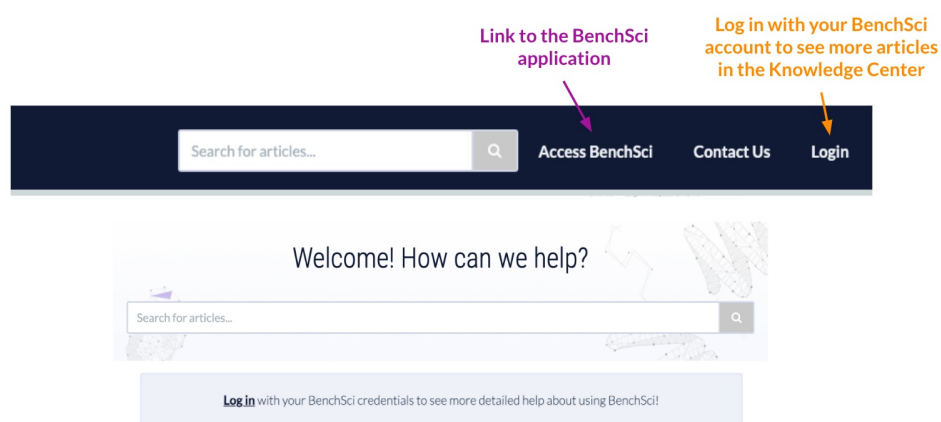 Link to the BenchSci
application
Log in with your BenchSci
account to see more articles
in the Knowledge Center
Search for articles...
Access BenchSci
Contact Us
Login
Welcome! How can we help?
Search for articles...
Log in with your BenchSci credentials to see more detailed help about using BenchSci!